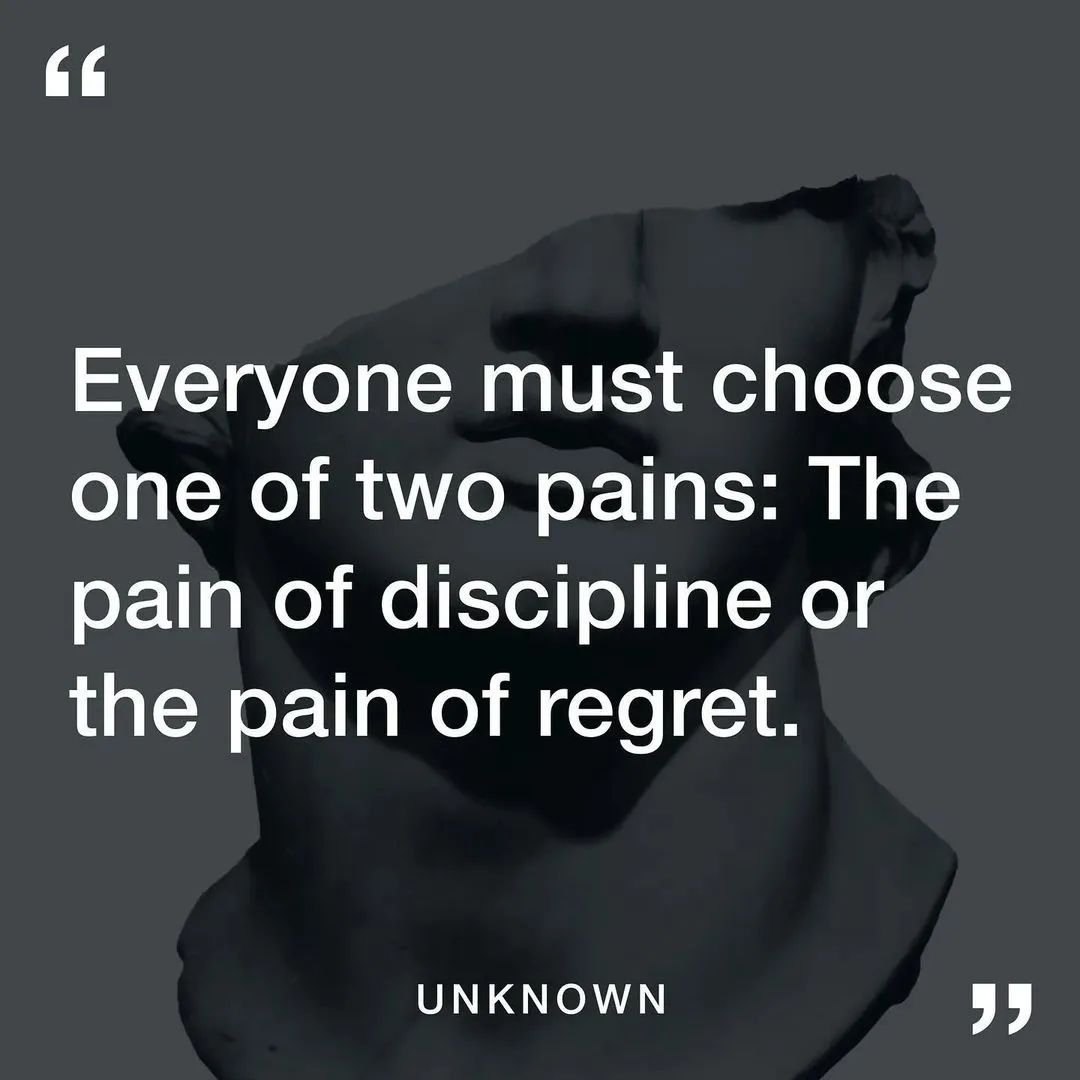 “
Everyone must choose
one of two pains: The
pain of discipline or
the pain of regret.
UNKNOWN
”